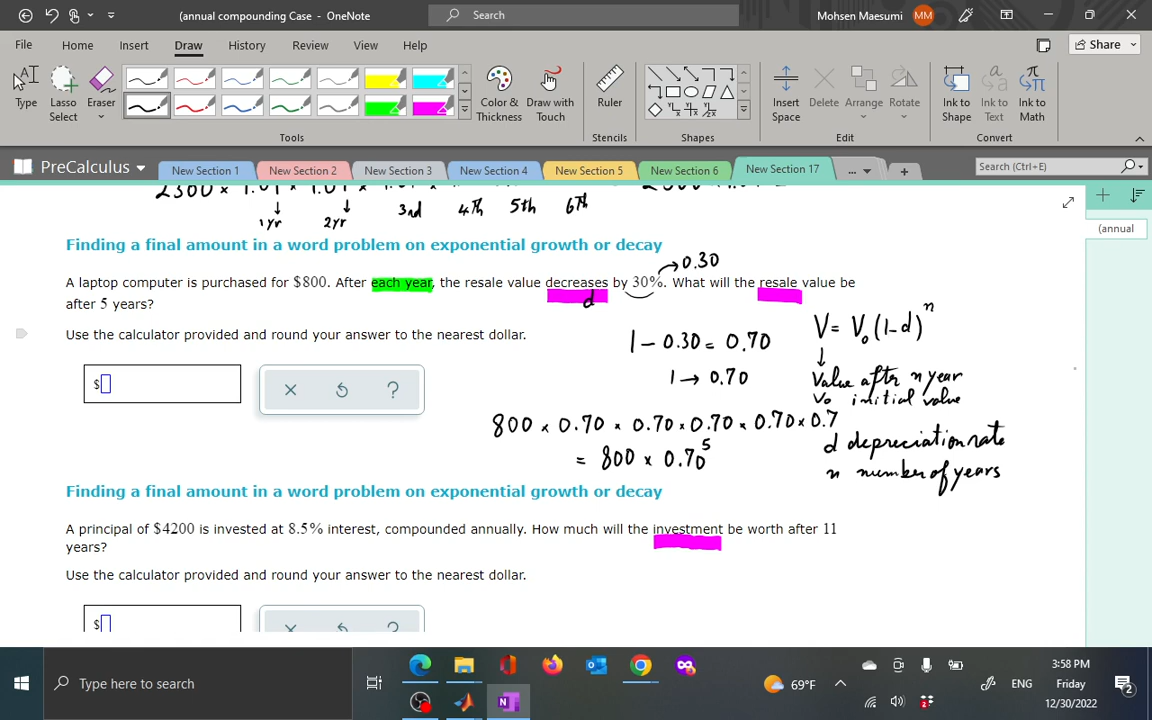 (annual compounding Case - OneNote
Search
Mohsen Maesumi
MM
File
Home
Insert
Draw
History
Review
View
Help
Share
Type
Lasso Select
Eraser
Color & Thickness
Draw with Touch
Ruler
Insert Space
Delete
Arrange
Rotate
Ink to Shape
Ink to Text
Ink to Math
Tools
Stencils
Shapes
Edit
Convert
PreCalculus
New Section 1
New Section 2
New Section 3
New Section 4
New Section 5
New Section 6
New Section 17
...
Search (Ctrl+E)
(annual
1yr 2yr 3rd 4th 5th 6th
Finding a final amount in a word problem on exponential growth or decay
→ 0.30
A laptop computer is purchased for $800. After each year, the resale value decreases by 30%. What will the resale value be
d
after 5 years?
Use the calculator provided and round your answer to the nearest dollar.
V = V₀ (1-d)ⁿ
1 - 0.30 = 0.70
$
× ?
1 → 0.70
Value after n year
V₀ initial value
800 × 0.70 × 0.70 × 0.70 × 0.70 × 0.7
= 800 × 0.70⁵
d depreciation rate
n number of years
Finding a final amount in a word problem on exponential growth or decay
A principal of $4200 is invested at 8.5% interest, compounded annually. How much will the investment be worth after 11
years?
Use the calculator provided and round your answer to the nearest dollar.
$
Type here to search
69°F
ENG
3:58 PM
Friday
12/30/2022
2